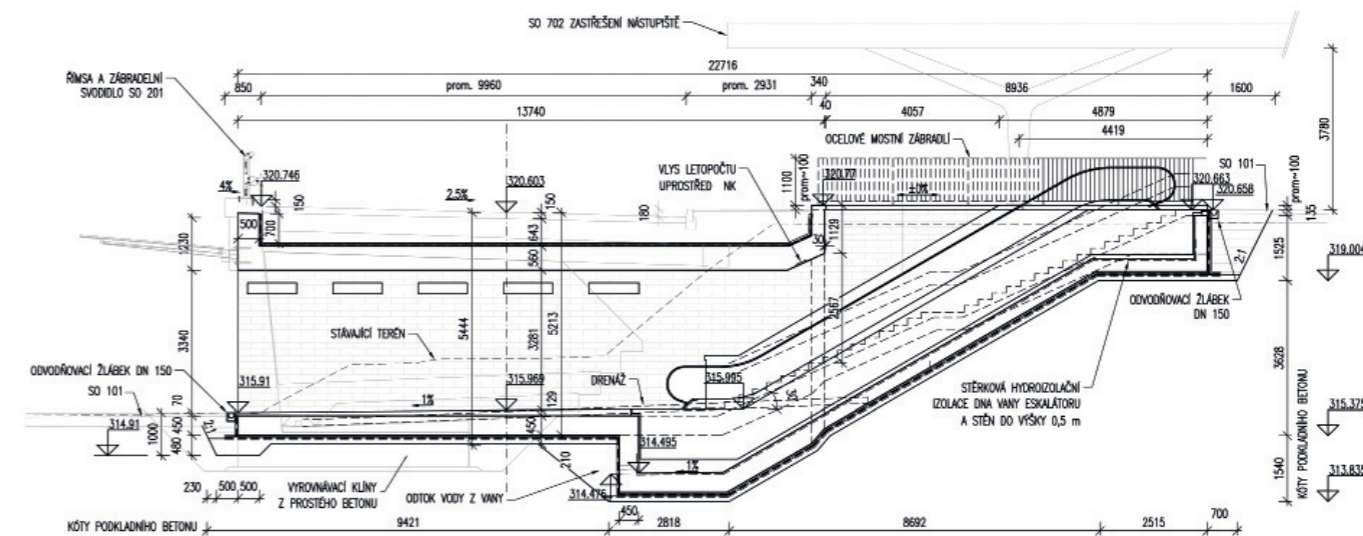 SO 702 ZASTŘEŠENÍ NÁSTUPIŠTĚ
ŘÍMSA A ZÁBRADELNÍ
SVODIDLO SO 201
22716
850
prom. 9960
prom. 2931
340
8936
1600
13740
40
4057
4879
4419
3780
OCELOVÉ MOSTNÍ ZÁBRADLÍ
SO 101
VLYS LETOPOČTU
UPROSTŘED NK
4%
320.746
150
2.5%
320.603
150
180
1100
prom~100
320.77
±0%
320.663
320.658
prom~100
135
500
700
1230
643
560
30
1129
2567
1525
2:1
319.004
ODVODŇOVACÍ ŽLÁBEK
DN 150
3340
STÁVAJÍCÍ TERÉN
5444
3281
5213
3628
ODVODŇOVACÍ ŽLÁBEK DN 150
SO 101
315.91
315.969
DRENÁŽ
315.995
STĚRKOVÁ HYDROIZOLAČNÍ
IZOLACE DNA VANY ESKALÁTORU
A STĚN DO VÝŠKY 0,5 m
314.91
1000
70
450
480
1%
129
450
210
314.495
1%
314.476
315.375
1540
313.835
KÓTY PODKLADNÍHO BETONU
230
500
500
VYROVNÁVACÍ KLÍNY
Z PROSTÉHO BETONU
ODTOK VODY Z VANY
450
700
KÓTY PODKLADNÍHO BETONU
9421
2818
8692
2515